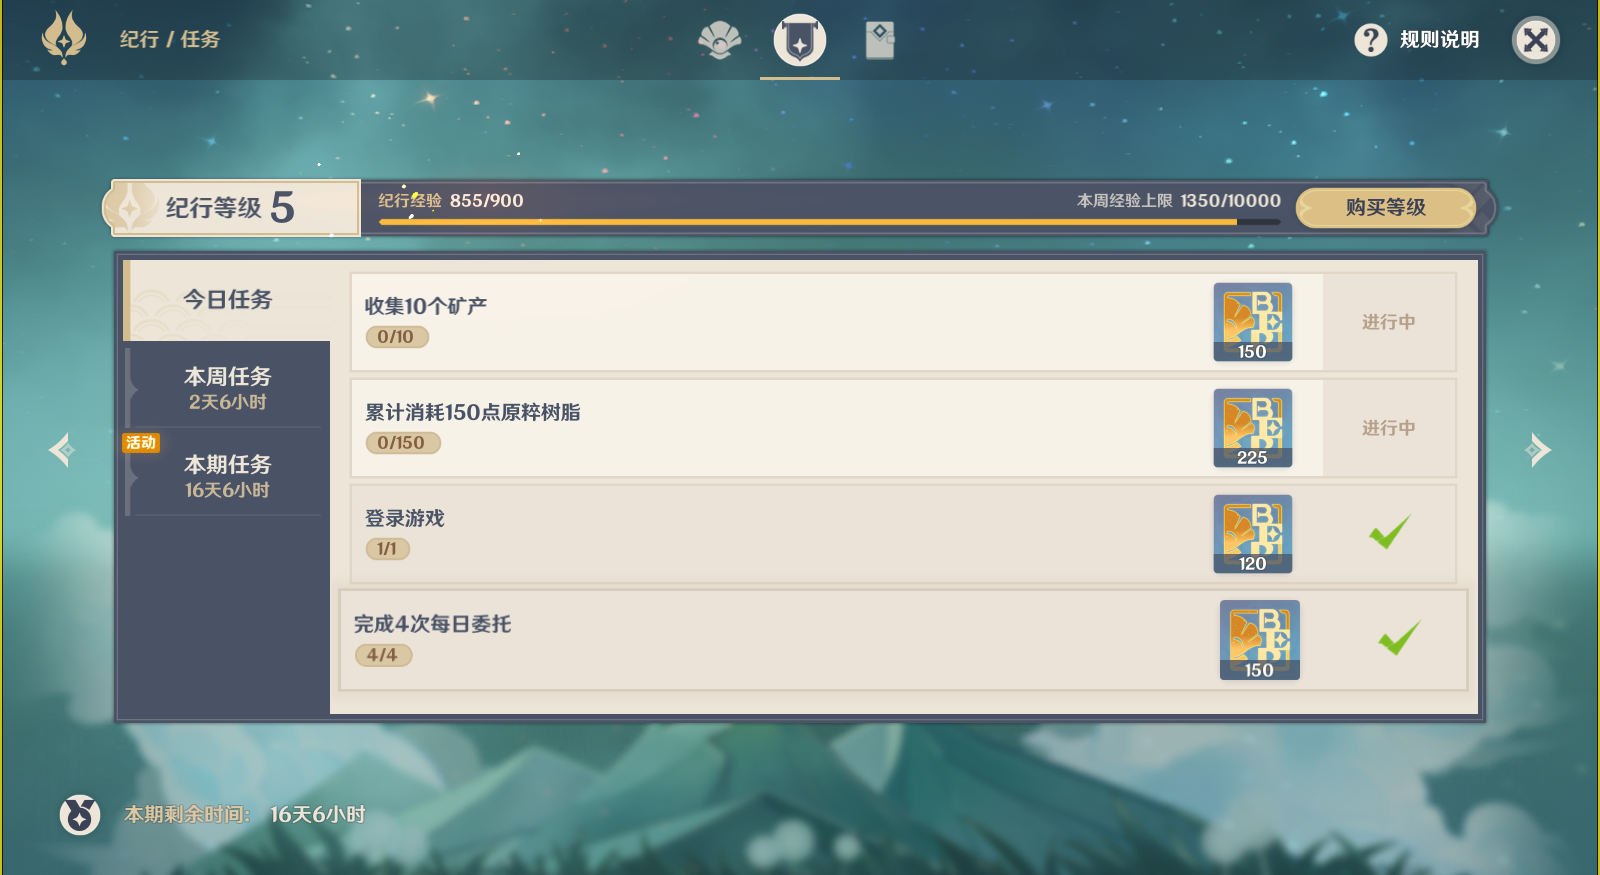 纪行 / 任务
规则说明
纪行等级 5
纪行经验 855/900
本周经验上限 1350/10000
购买等级
今日任务
本周任务
2天6小时
活动
本期任务
16天6小时
收集10个矿产
0/10
150
进行中
累计消耗150点原粹树脂
0/150
225
进行中
登录游戏
1/1
120
完成4次每日委托
4/4
150
本期剩余时间: 16天6小时